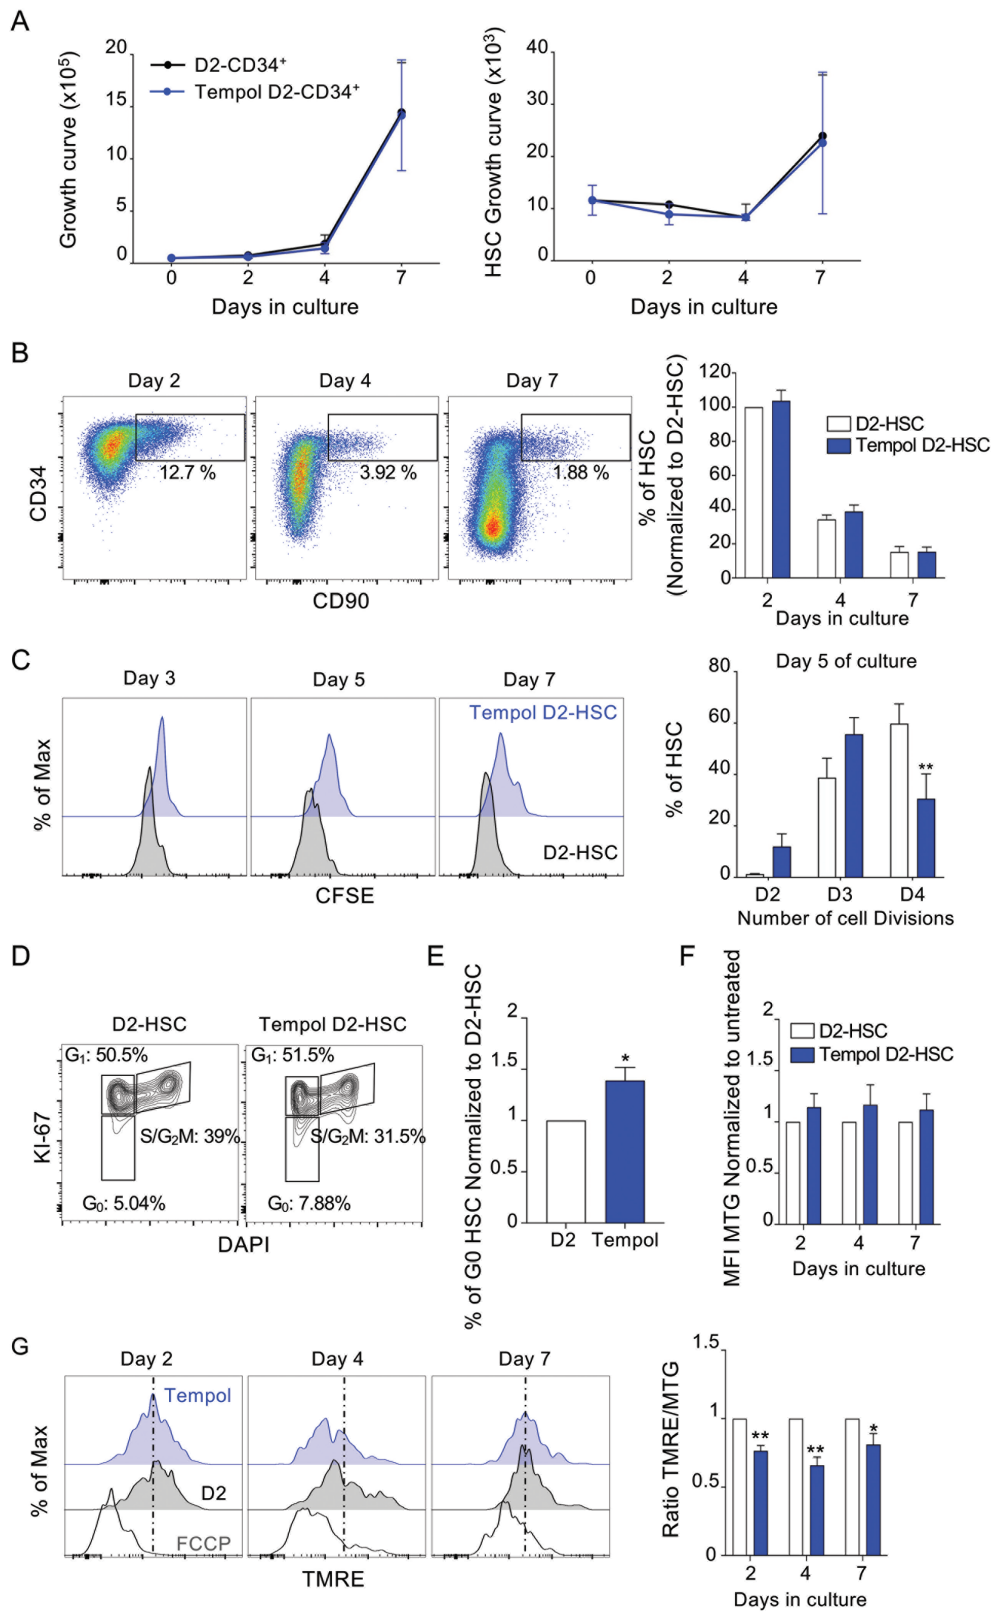 A
Growth curve (x10⁵)
20
15
10
5
0
D2-CD34⁺
Tempol D2-CD34⁺
0 2 4 7
Days in culture
HSC Growth curve (x10³)
40
30
20
10
0
0 2 4 7
Days in culture
B
Day 2 Day 4 Day 7
CD34
12.7 % 3.92 % 1.88 %
CD90
% of HSC
(Normalized to D2-HSC)
120
100
80
60
40
20
0
D2-HSC
Tempol D2-HSC
2 4 7
Days in culture
C
Day 3 Day 5 Day 7
% of Max
Tempol D2-HSC
D2-HSC
CFSE
Day 5 of culture
% of HSC
80
60
40
20
0
**
D2 D3 D4
Number of cell Divisions
D
D2-HSC Tempol D2-HSC
KI-67
G₁: 50.5% G₁: 51.5%
S/G₂M: 39% S/G₂M: 31.5%
G₀: 5.04% G₀: 7.88%
DAPI
E
% of G0 HSC Normalized to D2-HSC
2
1.5
1
0.5
0
*
D2 Tempol
F
MFI MTG Normalized to untreated
2
1.5
1
0.5
0
D2-HSC
Tempol D2-HSC
2 4 7
Days in culture
G
Day 2 Day 4 Day 7
% of Max
Tempol
D2
FCCP
TMRE
Ratio TMRE/MTG
1.5
1
0.5
0
** ** *
2 4 7
Days in culture